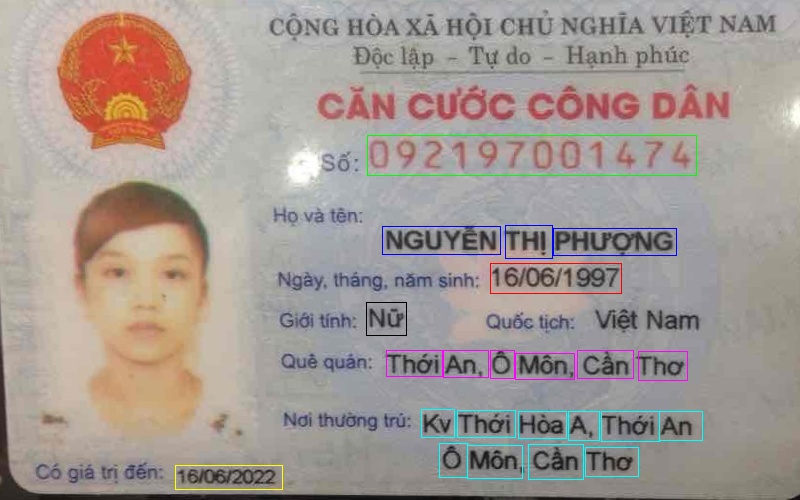 CỘNG HÒA XÃ HỘI CHỦ NGHĨA VIỆT NAM
Độc lập - Tự do - Hạnh phúc
CĂN CƯỚC CÔNG DÂN
Số: 092197001474
Họ và tên:
NGUYỄN THỊ PHƯỢNG
Ngày, tháng, năm sinh: 16/06/1997
Giới tính: Nữ Quốc tịch: Việt Nam
Quê quán: Thới An, Ô Môn, Cần Thơ
Nơi thường trú: Kv Thới Hòa A, Thới An
Ô Môn, Cần Thơ
Có giá trị đến: 16/06/2022